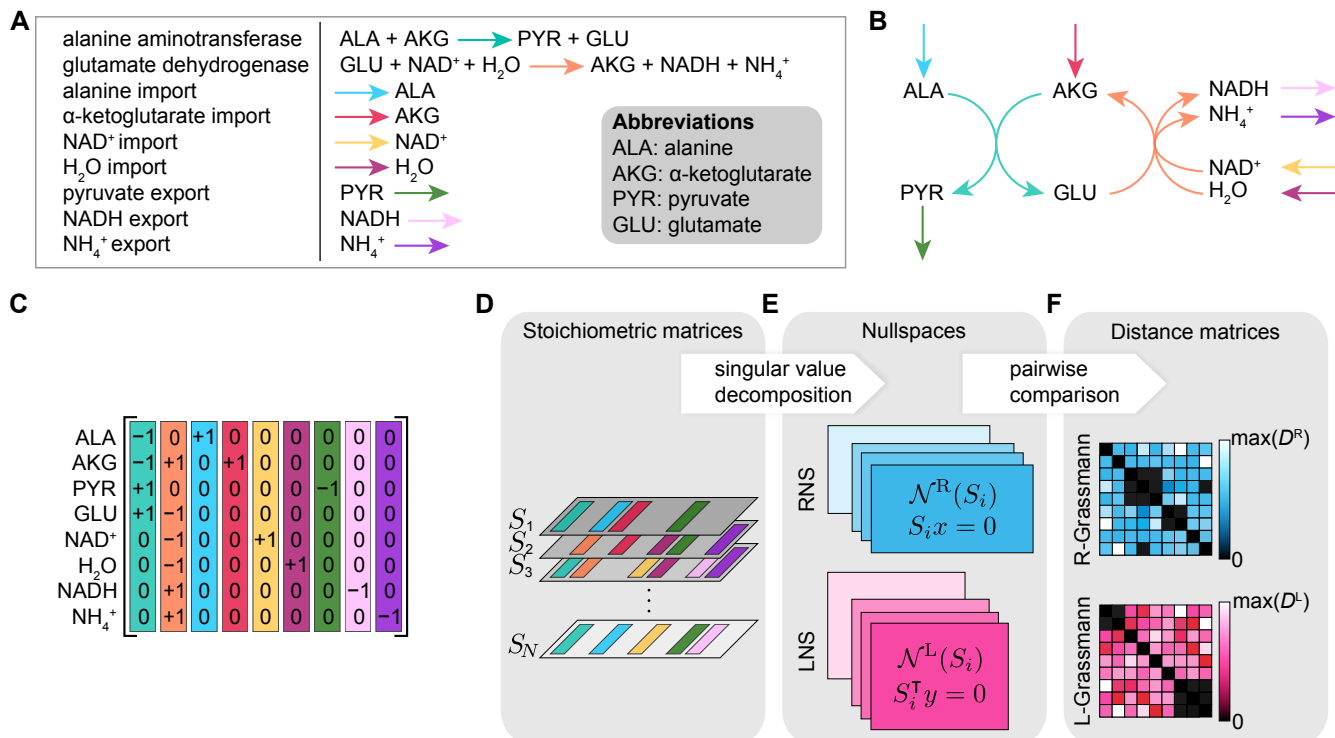 A
alanine aminotransferase ALA + AKG → PYR + GLU
glutamate dehydrogenase GLU + NAD⁺ + H₂O → AKG + NADH + NH₄⁺
alanine import → ALA
α-ketoglutarate import → AKG
NAD⁺ import → NAD⁺
H₂O import → H₂O
pyruvate export PYR →
NADH export NADH →
NH₄⁺ export NH₄⁺ →
Abbreviations
ALA: alanine
AKG: α-ketoglutarate
PYR: pyruvate
GLU: glutamate
B
ALA AKG NADH
NH₄⁺
NAD⁺
PYR GLU H₂O
C
ALA −1 0 +1 0 0 0 0 0 0
AKG −1 +1 0 +1 0 0 0 0 0
PYR +1 0 0 0 0 0 −1 0 0
GLU +1 −1 0 0 0 0 0 0 0
NAD⁺ 0 −1 0 0 +1 0 0 0 0
H₂O 0 −1 0 0 0 +1 0 0 0
NADH 0 +1 0 0 0 0 0 −1 0
NH₄⁺ 0 +1 0 0 0 0 0 0 −1
D
Stoichiometric matrices
singular value
decomposition
S₁
S₂
S₃
⋮
S_N
E
Nullspaces
pairwise
comparison
RNS
𝒩ᴿ(Sᵢ)
Sᵢx = 0
LNS
𝒩ᴸ(Sᵢ)
Sᵢᵀy = 0
F
Distance matrices
R-Grassmann
max(Dᴿ)
0
L-Grassmann
max(Dᴸ)
0